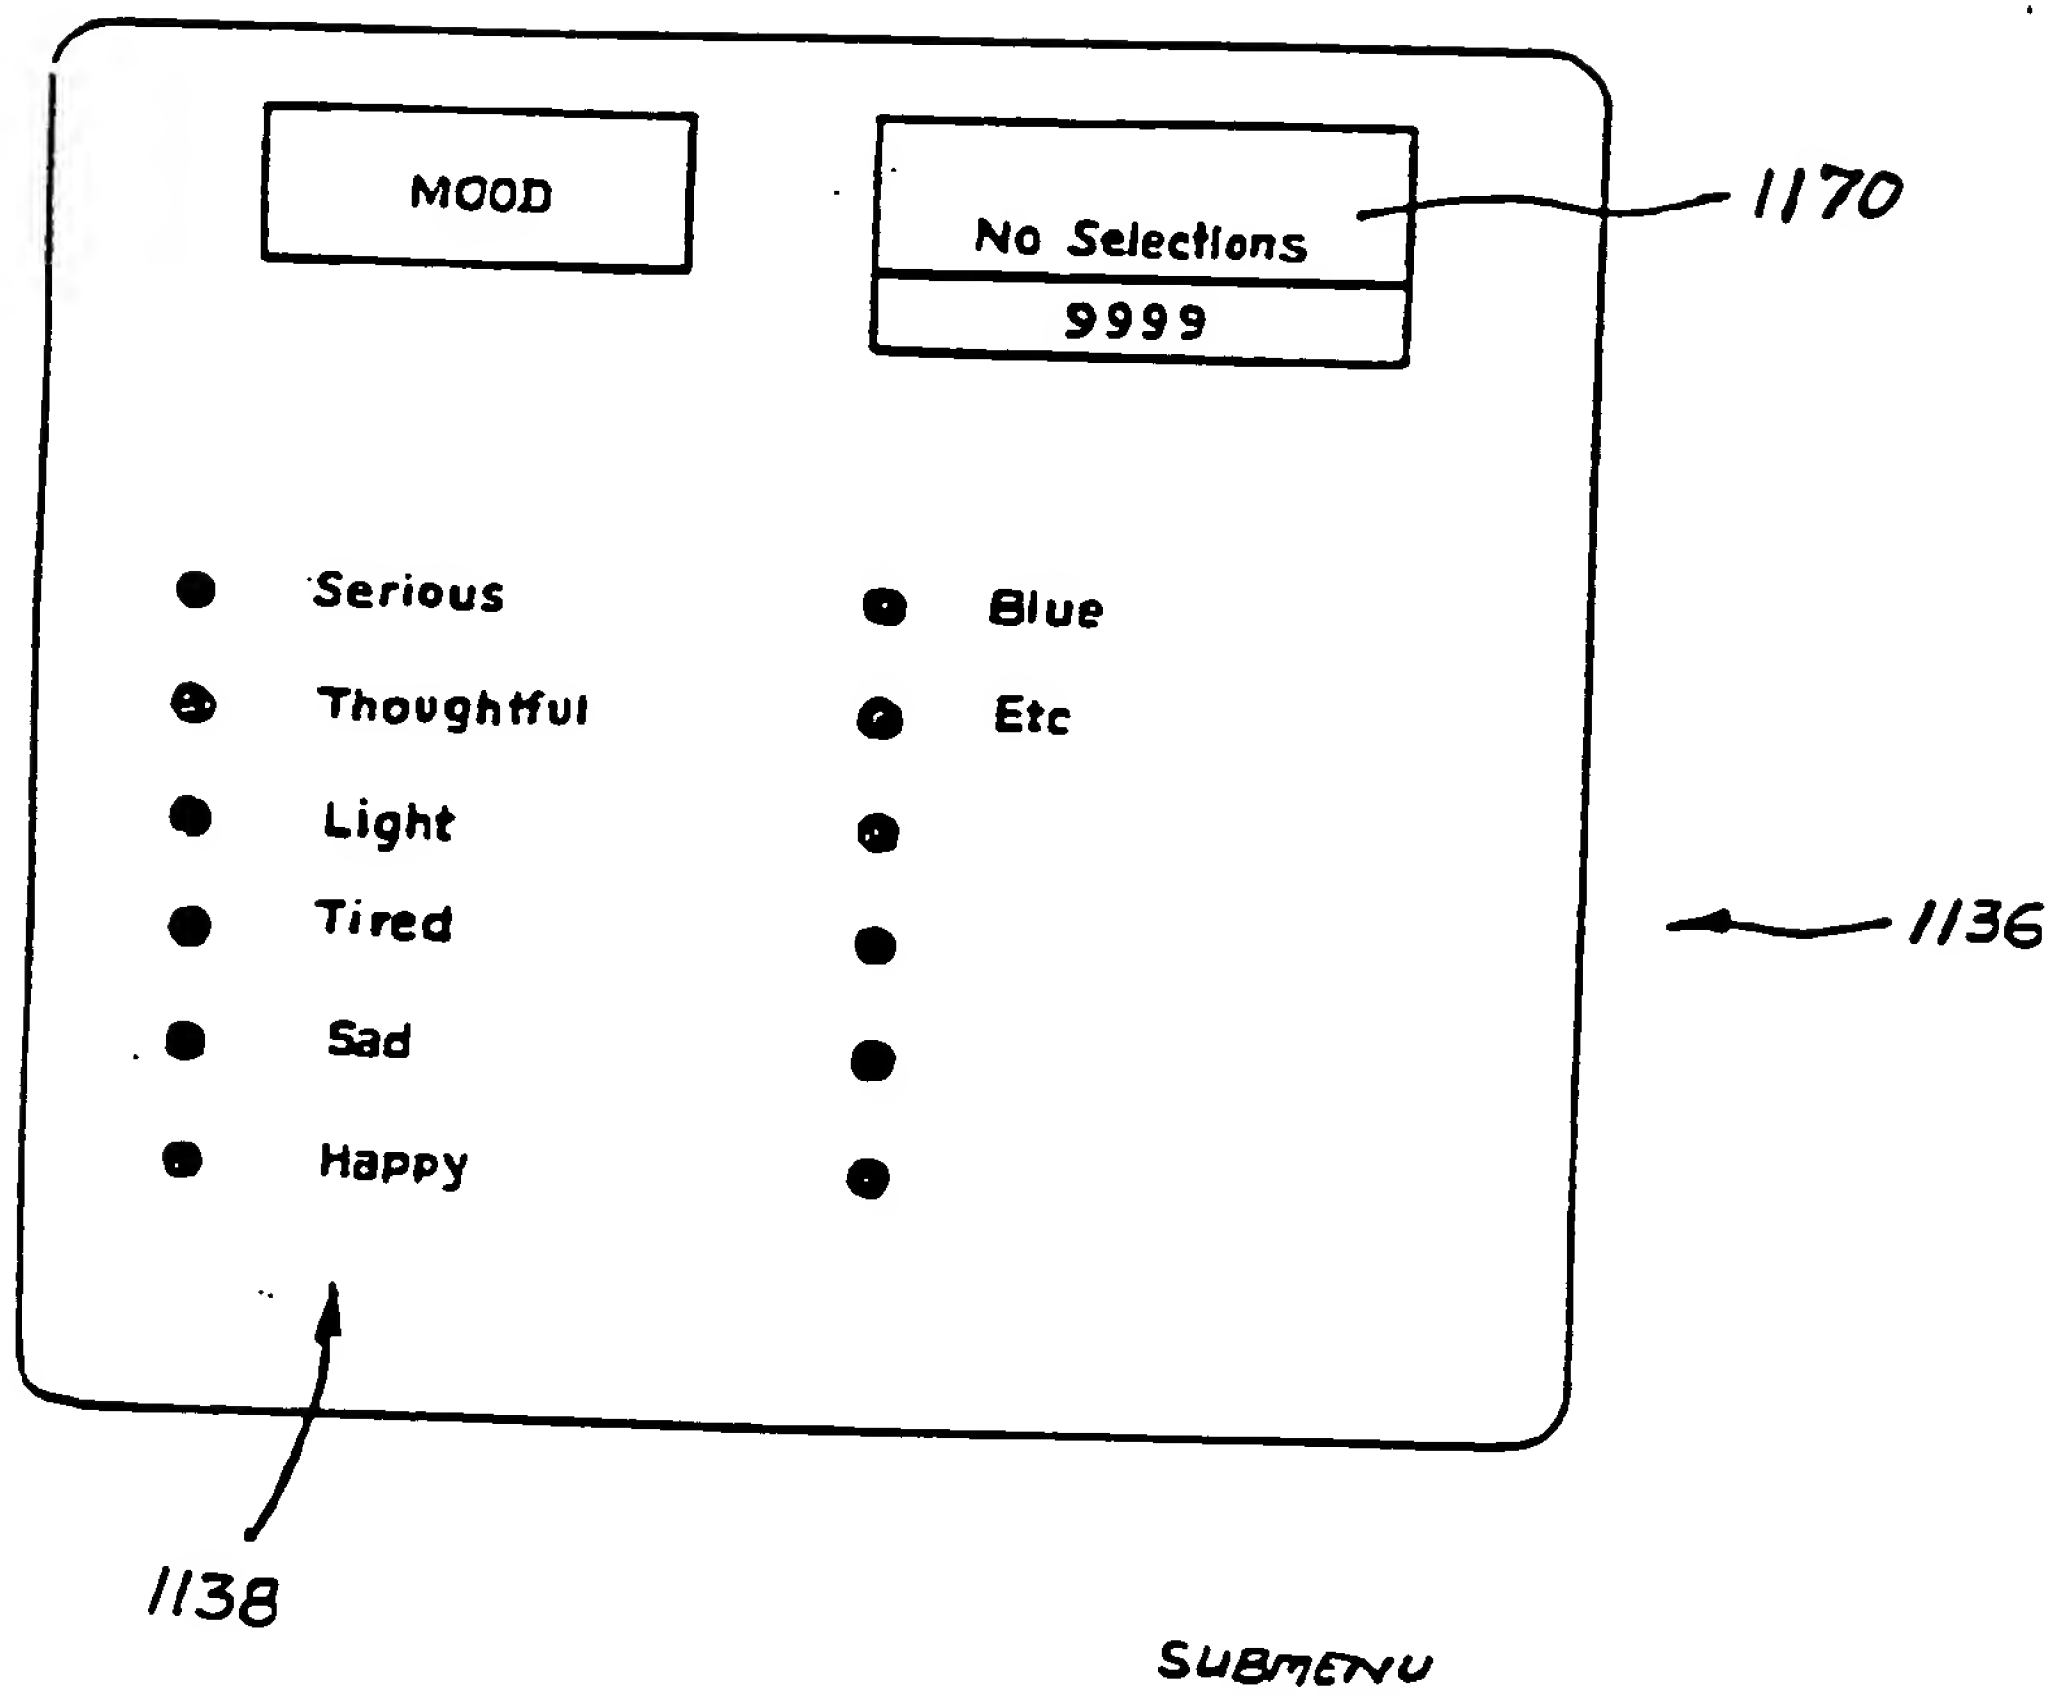 MOOD
No Selections
1170
9999
Serious
Blue
Thoughtful
Etc
Light
Tired
1136
Sad
Happy
1138
SUBMENU